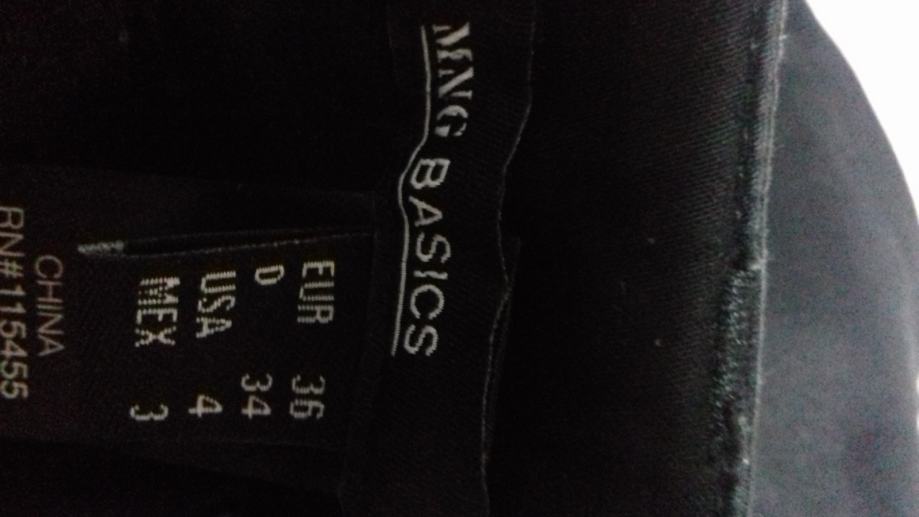 MNG BASICS
EUR 36
D 34
USA 4
MEX 3
CHINA
RN#115455